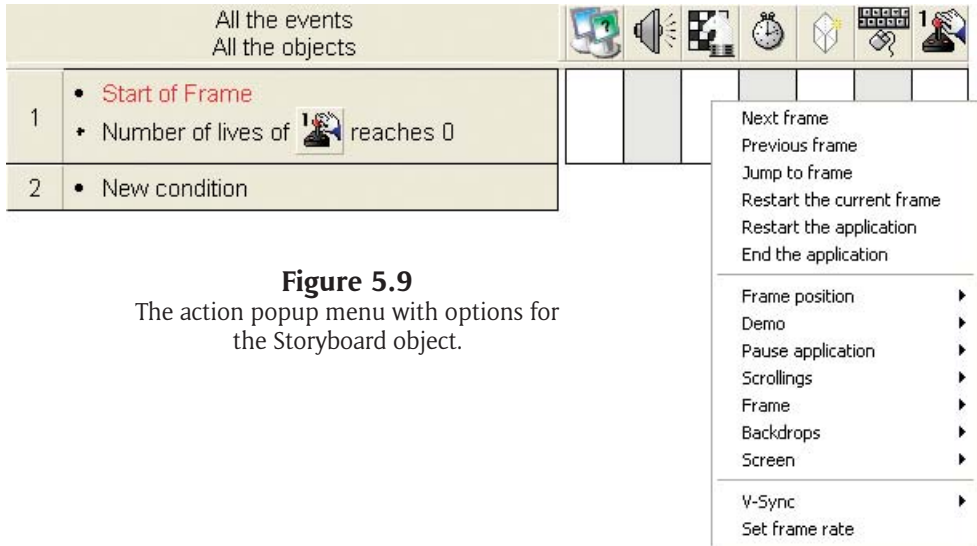 All the events
All the objects
1
1
• Start of Frame
• Number of lives of 1 reaches 0
2 • New condition
Next frame
Previous frame
Jump to frame
Restart the current frame
Restart the application
End the application
Frame position
Demo
Pause application
Scrollings
Frame
Backdrops
Screen
V-Sync
Set frame rate
Figure 5.9
The action popup menu with options for
the Storyboard object.